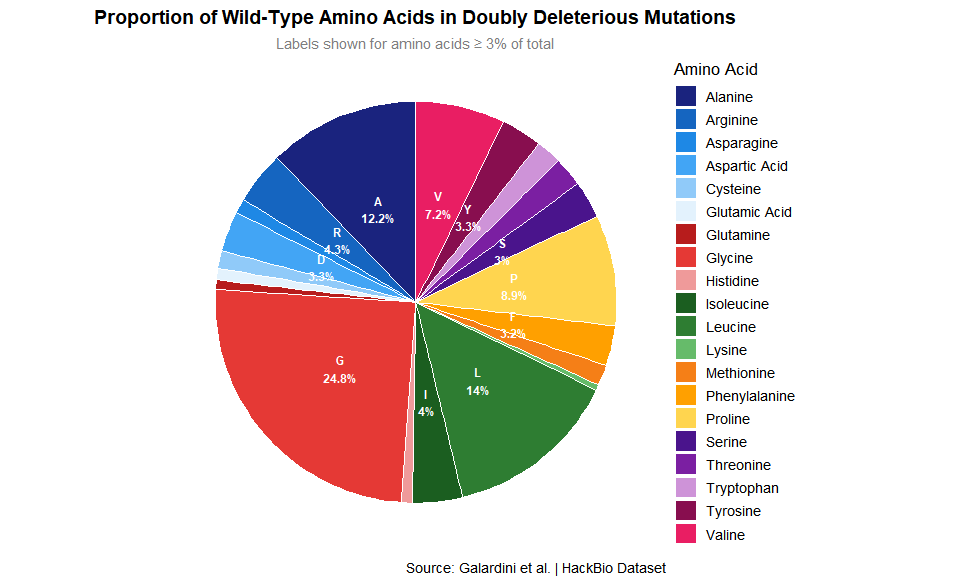 Proportion of Wild-Type Amino Acids in Doubly Deleterious Mutations
Labels shown for amino acids ≥ 3% of total
A
12.2%
V
7.2%
Y
3.3%
R
4.3%
S
3%
D
3.3%
P
8.9%
F
3.2%
G
24.8%
L
14%
I
4%
Amino Acid
Alanine
Arginine
Asparagine
Aspartic Acid
Cysteine
Glutamic Acid
Glutamine
Glycine
Histidine
Isoleucine
Leucine
Lysine
Methionine
Phenylalanine
Proline
Serine
Threonine
Tryptophan
Tyrosine
Valine
Source: Galardini et al. | HackBio Dataset